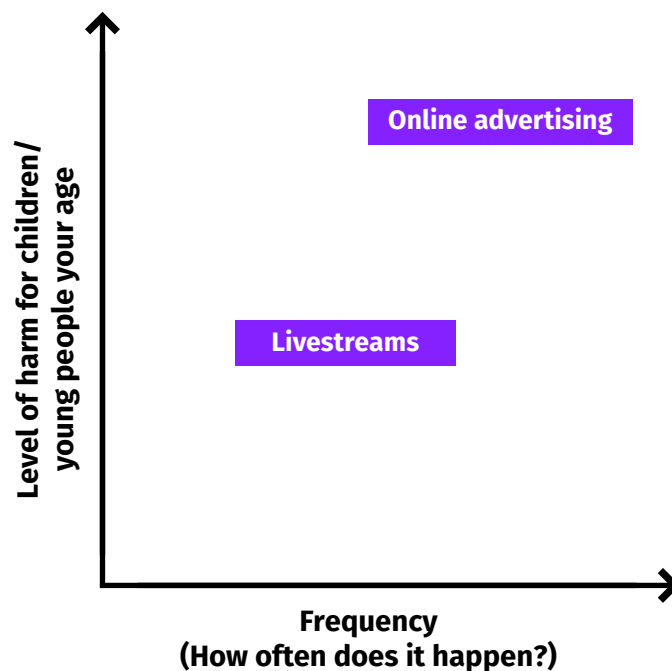 Online advertising
Level of harm for children/
young people your age
Livestreams
Frequency
(How often does it happen?)